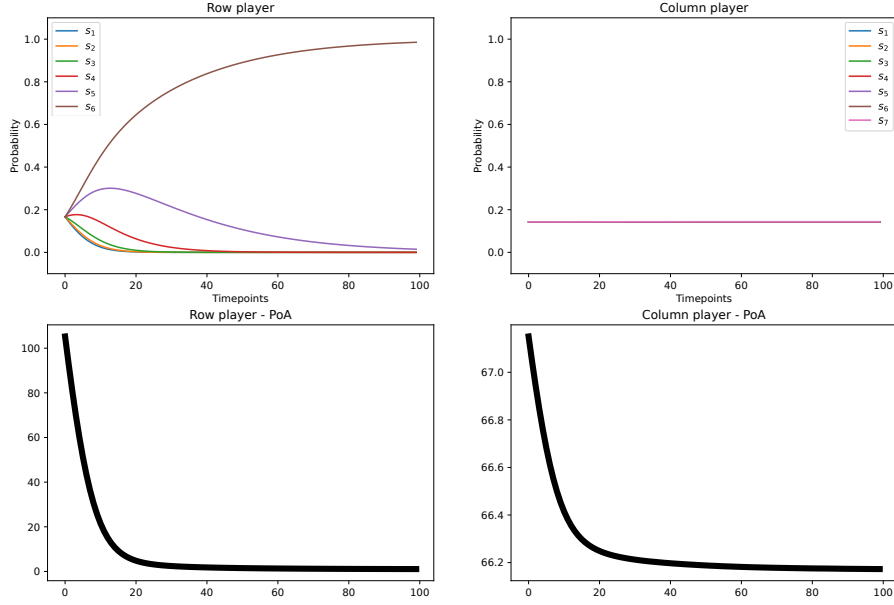 Row player
1.0
0.8
0.6
0.4
0.2
0.0
Probability
s1
s2
s3
s4
s5
s6
0
20
40
60
80
100
Timepoints
Column player
1.0
0.8
0.6
0.4
0.2
0.0
Probability
s1
s2
s3
s4
s5
s6
s7
0
20
40
60
80
100
Timepoints
Row player - PoA
100
80
60
40
20
0
0
20
40
60
80
100
Column player - PoA
67.0
66.8
66.6
66.4
66.2
0
20
40
60
80
100